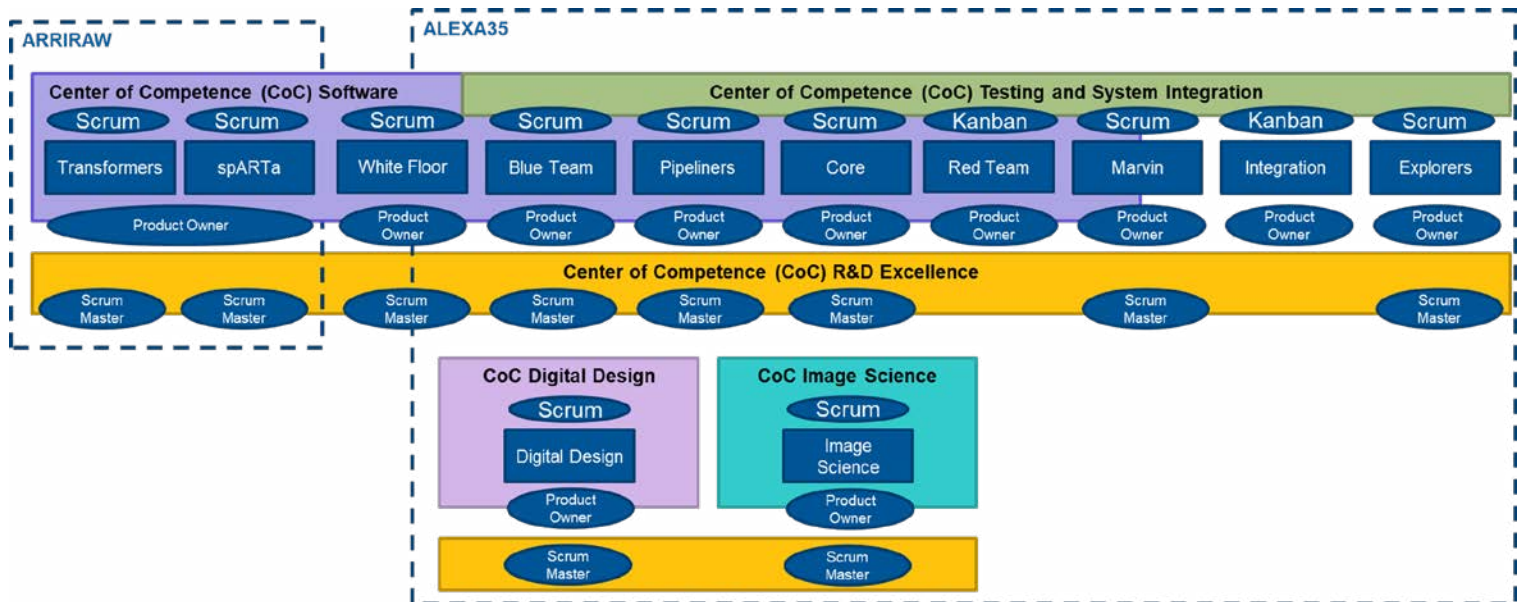 ARRIRAW
ALEXA35
Center of Competence (CoC) Software
Center of Competence (CoC) Testing and System Integration
Scrum Scrum Scrum Scrum Scrum Scrum Kanban Scrum Kanban Scrum
Transformers spARTa White Floor Blue Team Pipeliners Core Red Team Marvin Integration Explorers
Product Owner
Product Owner
Product Owner
Product Owner
Product Owner
Product Owner
Product Owner
Product Owner
Product Owner
Center of Competence (CoC) R&D Excellence
Scrum Master
Scrum Master
Scrum Master
Scrum Master
Scrum Master
Scrum Master
Scrum Master
Scrum Master
CoC Digital Design
Scrum
Digital Design
Product
Owner
Scrum
Master
CoC Image Science
Scrum
Image
Science
Product
Owner
Scrum
Master